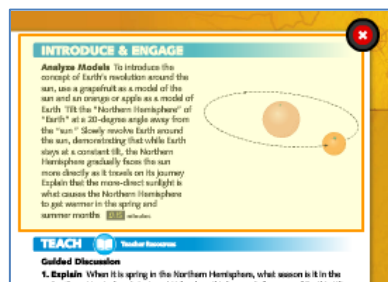 INTRODUCE & ENGAGE
Analyze Models To introduce the
concept of Earth's revolution around the
sun, use a grapefruit as a model of the
sun and an orange or apple as a model of
Earth Tilt the "Northern Hemisphere" of
"Earth" at a 20-degree angle away from
the "sun" Slowly revolve Earth around
the sun, demonstrating that while Earth
stays at a constant tilt, the Northern
Hemisphere gradually faces the sun
more directly as it travels on its journey
Explain that the more-direct sunlight is
what causes the Northern Hemisphere
to get warmer in the spring and
summer months minutes
TEACH Teacher Resources
Guided Discussion
1. Explain When it is spring in the Northern Hemisphere, what season is it in the